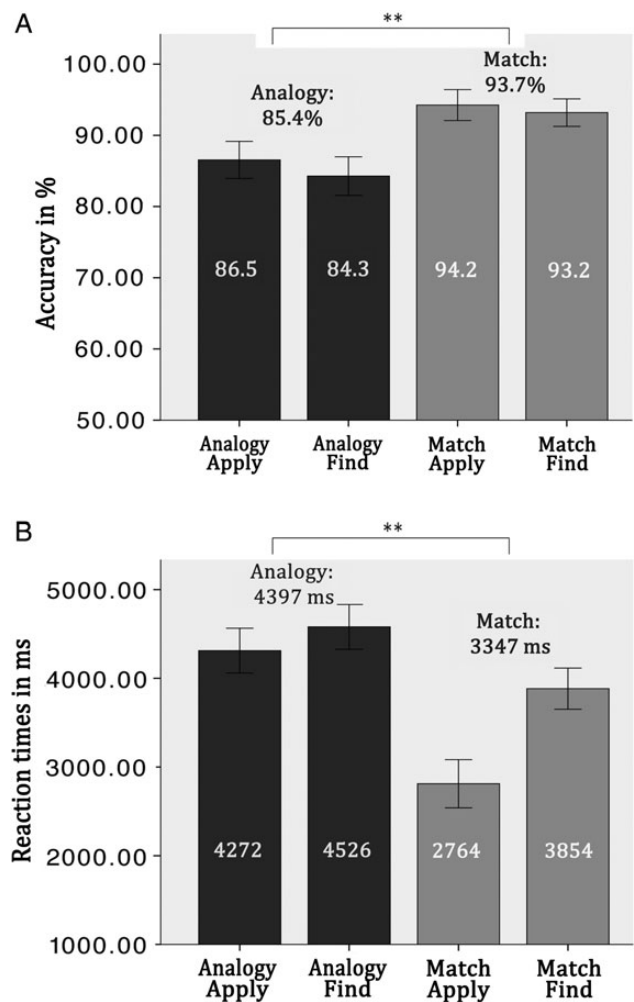 A
**
Accuracy in %
100.00
90.00
80.00
70.00
60.00
50.00
Analogy:
85.4%
Match:
93.7%
86.5
84.3
94.2
93.2
Analogy
Apply
Analogy
Find
Match
Apply
Match
Find
B
**
Reaction times in ms
5000.00
4000.00
3000.00
2000.00
1000.00
Analogy:
4397 ms
Match:
3347 ms
4272
4526
2764
3854
Analogy
Apply
Analogy
Find
Match
Apply
Match
Find